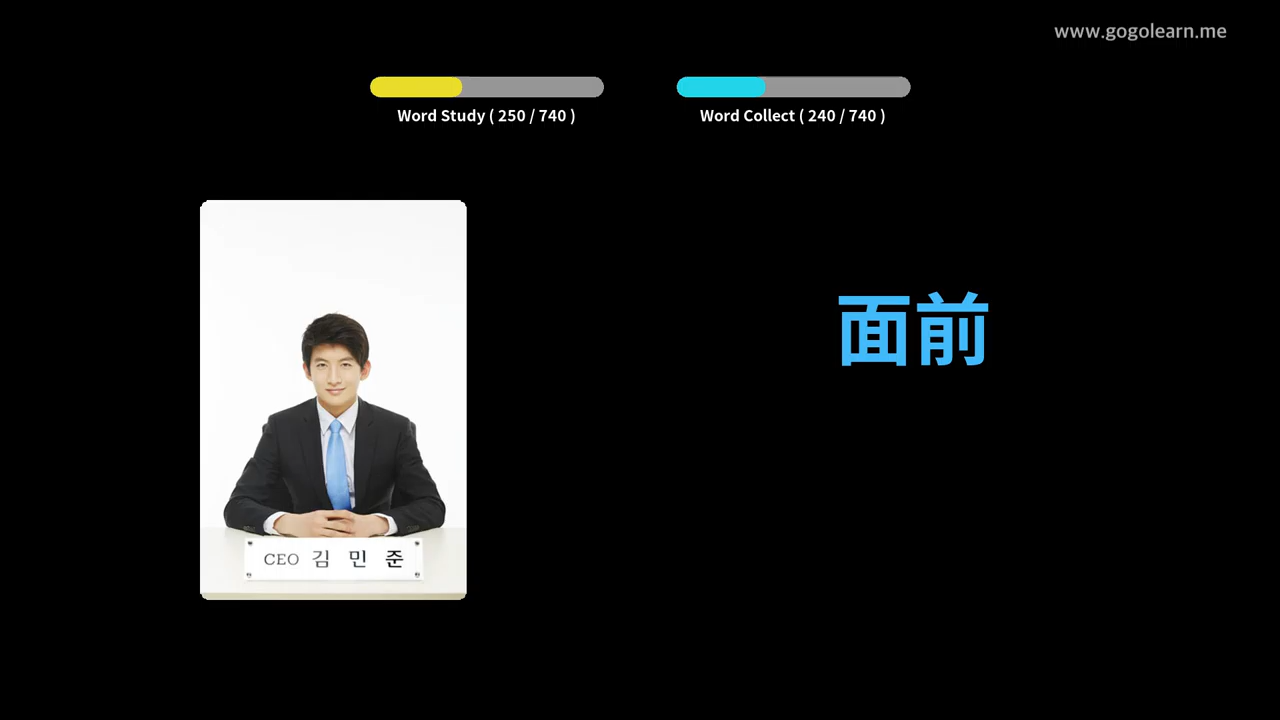 www.gogolearn.me
Word Study ( 250 / 740 )
Word Collect ( 240 / 740 )
面前
CEO 김 민 준